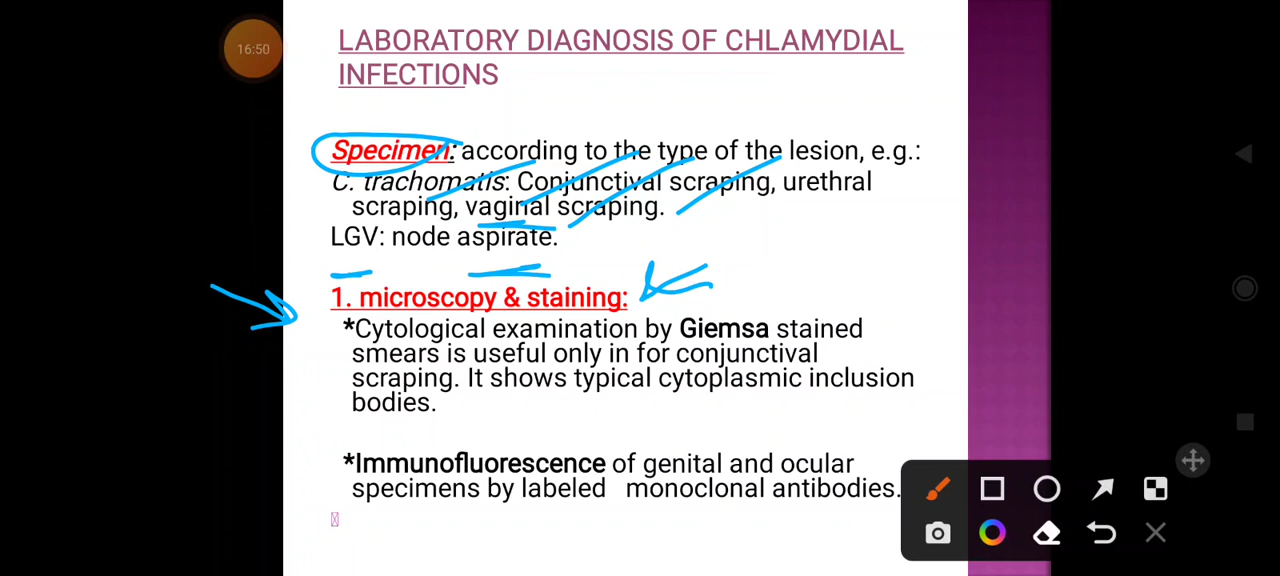 16:50
LABORATORY DIAGNOSIS OF CHLAMYDIAL
INFECTIONS
Specimen: according to the type of the lesion, e.g.:
C. trachomatis: Conjunctival scraping, urethral
scraping, vaginal scraping.
LGV: node aspirate.
1. microscopy & staining:
*Cytological examination by Giemsa stained
smears is useful only in for conjunctival
scraping. It shows typical cytoplasmic inclusion
bodies.
*Immunofluorescence of genital and ocular
specimens by labeled monoclonal antibodies.